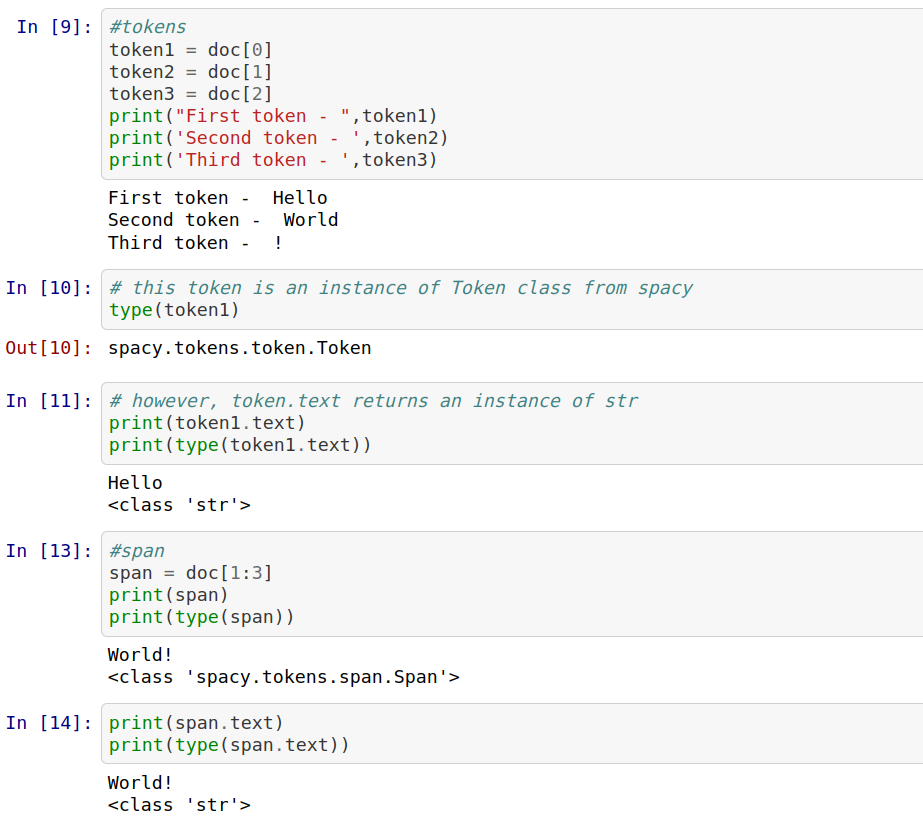 In [9]: #tokens
token1 = doc[0]
token2 = doc[1]
token3 = doc[2]
print("First token - ",token1)
print('Second token - ',token2)
print('Third token - ',token3)
First token -  Hello
Second token -  World
Third token -  !
In [10]: # this token is an instance of Token class from spacy
type(token1)
Out[10]: spacy.tokens.token.Token
In [11]: # however, token.text returns an instance of str
print(token1.text)
print(type(token1.text))
Hello
<class 'str'>
In [13]: #span
span = doc[1:3]
print(span)
print(type(span))
World!
<class 'spacy.tokens.span.Span'>
In [14]: print(span.text)
print(type(span.text))
World!
<class 'str'>